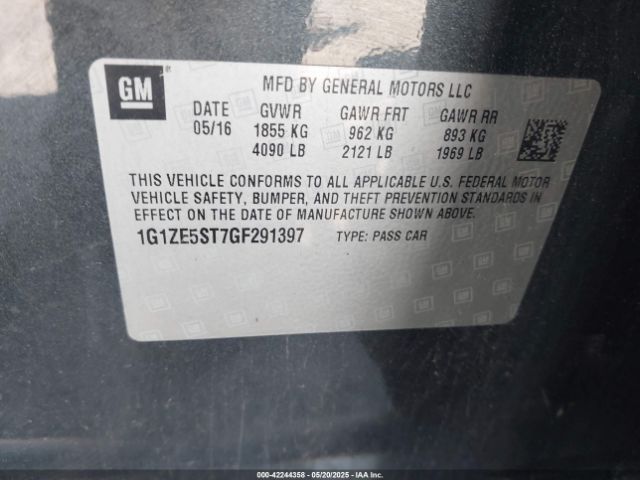 GM
MFD BY GENERAL MOTORS LLC
DATE GVWR GAWR FRT GAWR RR
05/16 1855 KG 962 KG 893 KG
4090 LB 2121 LB 1969 LB
THIS VEHICLE CONFORMS TO ALL APPLICABLE U.S. FEDERAL MOTOR
VEHICLE SAFETY, BUMPER, AND THEFT PREVENTION STANDARDS
IN EFFECT ON THE DATE OF MANUFACTURE SHOWN ABOVE.
1G1ZE5ST7GF291397 TYPE: PASS CAR
000-42244358 - 05/20/2025 - IAA, Inc.